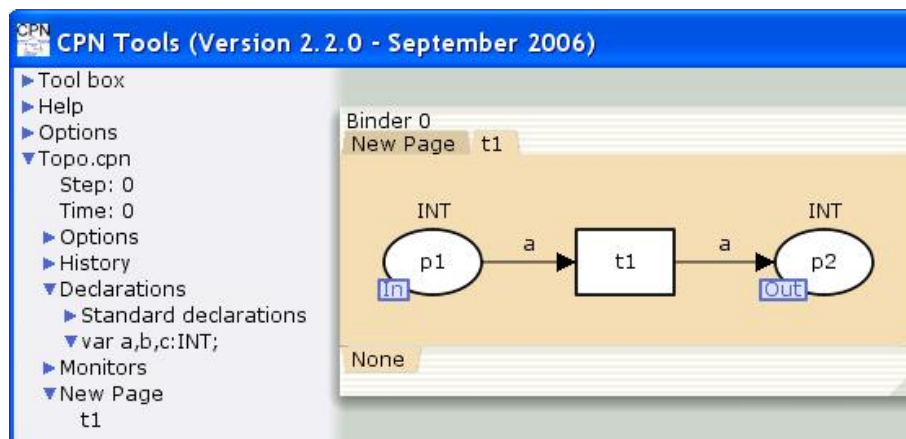 CPN
CPN Tools (Version 2.2.0 - September 2006)
Tool box
Help
Options
Topo.cpn
Step: 0
Time: 0
Options
History
Declarations
Standard declarations
var a,b,c:INT;
Monitors
New Page
t1
Binder 0
New Page t1
INT INT
a a
p1 t1 p2
In Out
None